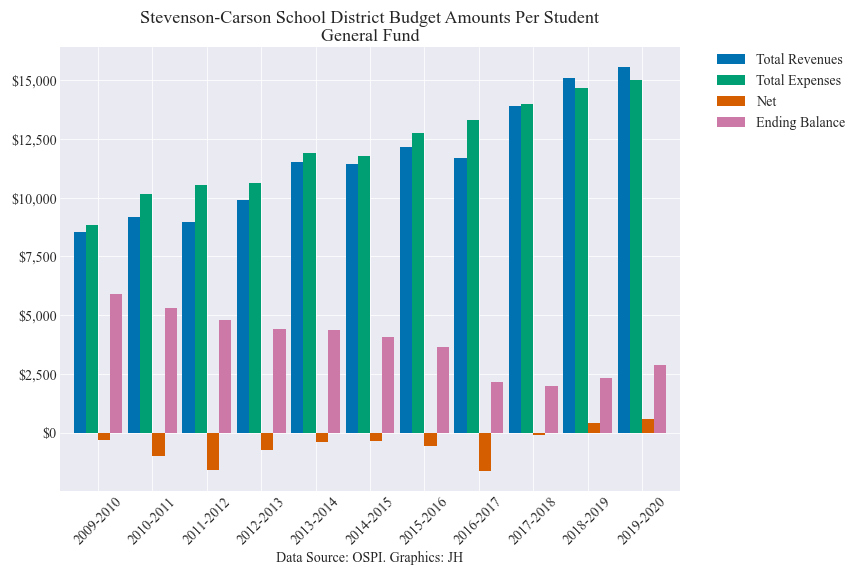 Stevenson-Carson School District Budget Amounts Per Student
General Fund
Total Revenues
Total Expenses
Net
Ending Balance
$15,000
$12,500
$10,000
$7,500
$5,000
$2,500
$0
2009-2010
2010-2011
2011-2012
2012-2013
2013-2014
2014-2015
2015-2016
2016-2017
2017-2018
2018-2019
2019-2020
Data Source: OSPI. Graphics: JH